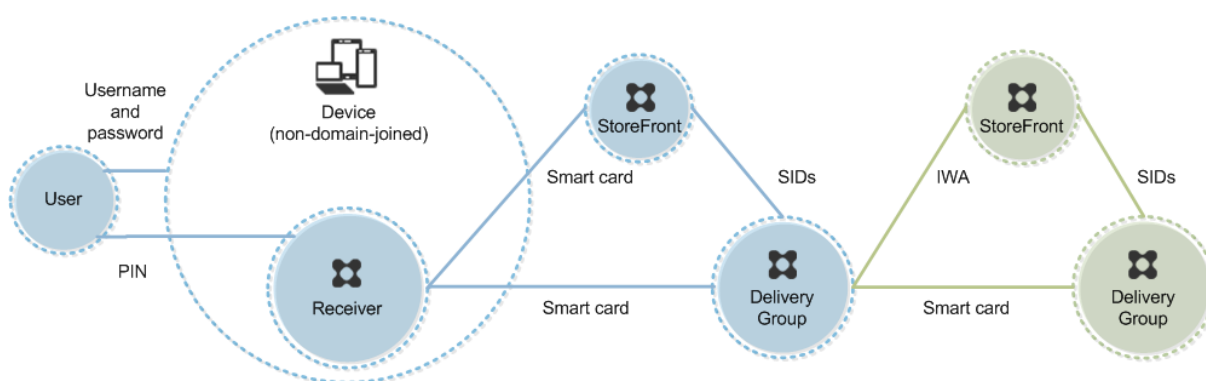 Username
and
password
Device
(non-domain-joined)
StoreFront
StoreFront
User
Smart card
SIDs
IWA
SIDs
PIN
Receiver
Smart card
Delivery
Group
Smart card
Delivery
Group